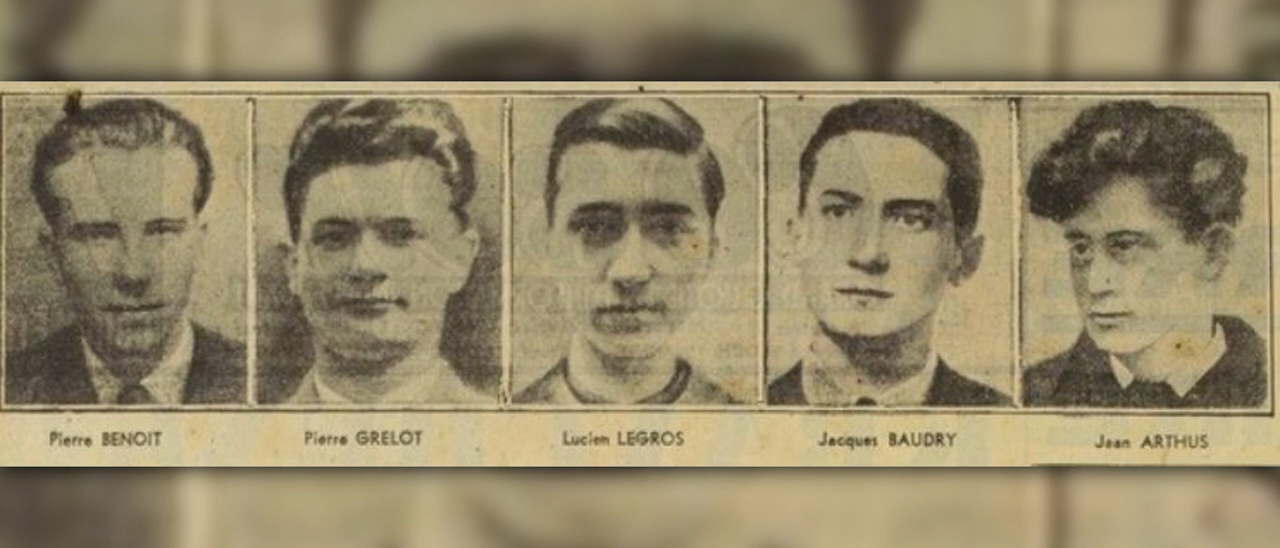 Pierre BENOIT
Pierre GRELOT
Lucien LEGROS
Jacques BAUDRY
Jean ARTHUS